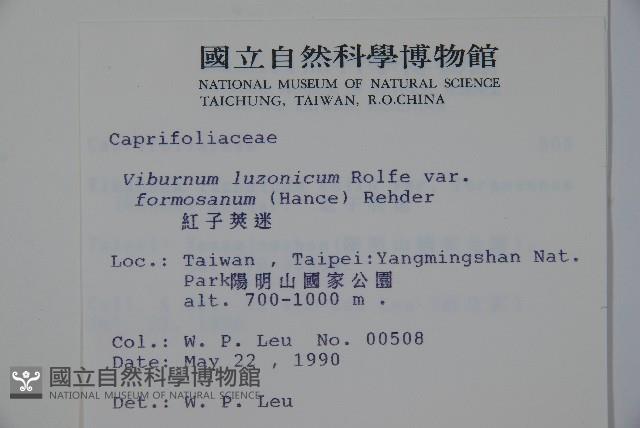 國立自然科學博物館
NATIONAL MUSEUM OF NATURAL SCIENCE
TAICHUNG, TAIWAN, R.O.CHINA
Caprifoliaceae
Viburnum luzonicum Rolfe var.
formosanum (Hance) Rehder
紅子莢迷
Loc.: Taiwan , Taipei:Yangmingshan Nat.
Park陽明山國家公園
alt. 700-1000 m .
Col.: W. P. Leu No. 00508
Date: May 22 , 1990
國立自然科學博物館
NATIONAL MUSEUM OF NATURAL SCIENCE
Det.: W. P. Leu